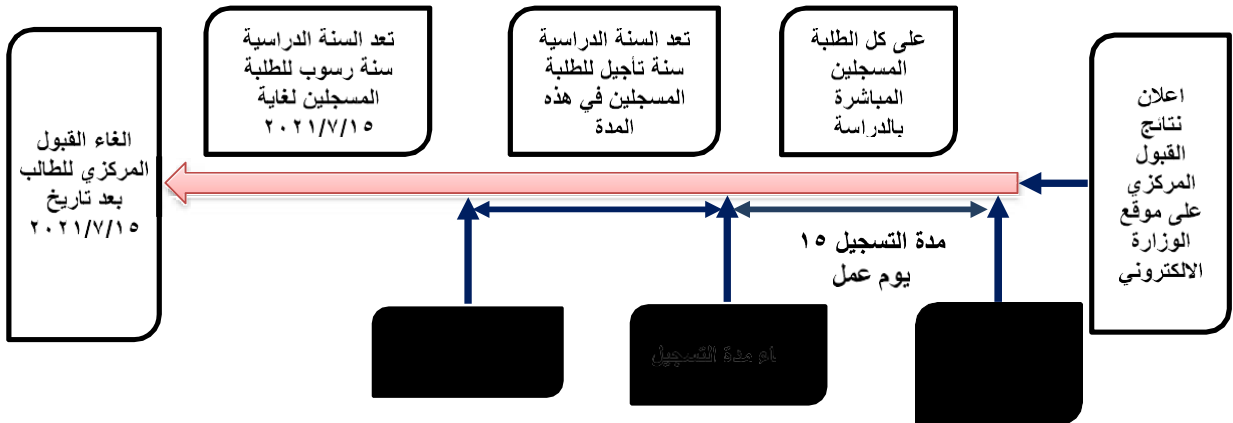 اعلان
نتائج
القبول
المركزي
على موقع
الوزارة
الالكتروني
على كل الطلبة
المسجلين
المباشرة
بالدراسة
تعد السنة الدراسية
سنة تأجيل للطلبة
المسجلين في هذه
المدة
تعد السنة الدراسية
سنة رسوب للطلبة
المسجلين لغاية
٢٠٢١/٧/١٥
الغاء القبول
المركزي للطالب
بعد تاريخ
٢٠٢١/٧/١٥
مدة التسجيل ١٥
يوم عمل
مدة التسجيل